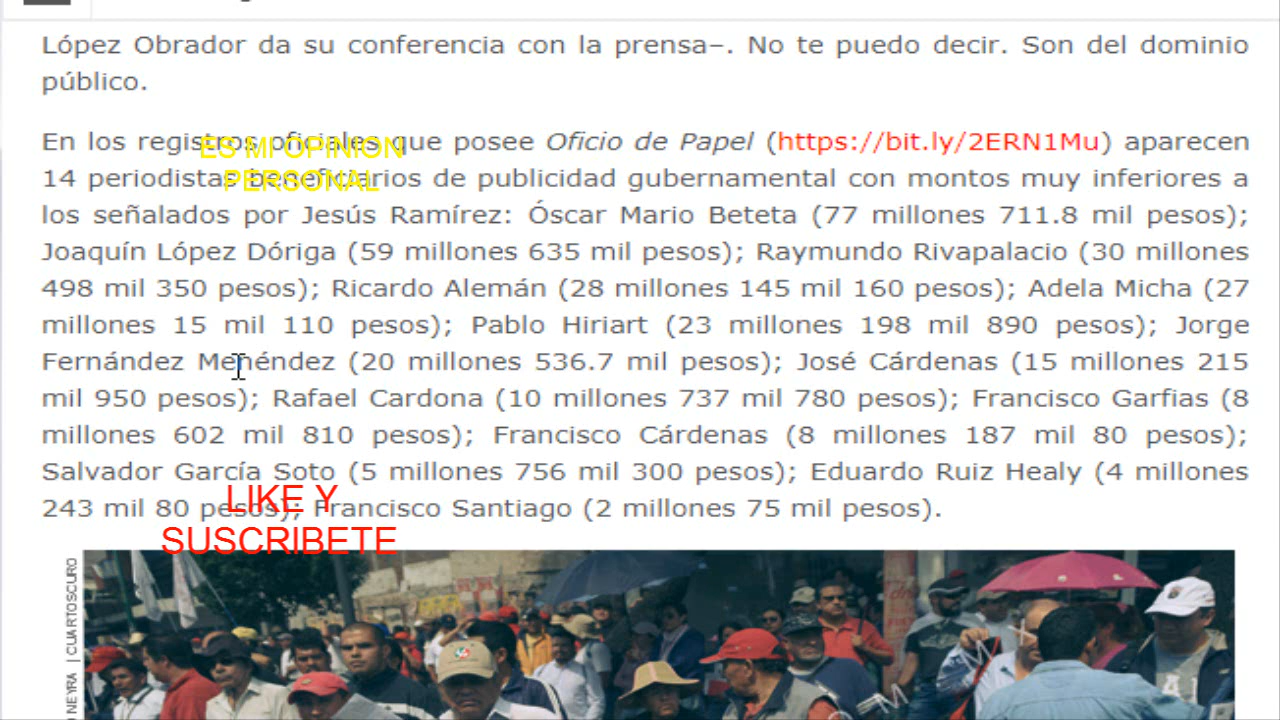 López Obrador da su conferencia con la prensa–. No te puedo decir. Son del dominio
público.
En los registros oficiales que posee Oficio de Papel (https://bit.ly/2ERN1Mu) aparecen
ES MI OPINION
PERSONAL
14 periodistas beneficiarios de publicidad gubernamental con montos muy inferiores a
los señalados por Jesús Ramírez: Óscar Mario Beteta (77 millones 711.8 mil pesos);
Joaquín López Dóriga (59 millones 635 mil pesos); Raymundo Rivapalacio (30 millones
498 mil 350 pesos); Ricardo Alemán (28 millones 145 mil 160 pesos); Adela Micha (27
millones 15 mil 110 pesos); Pablo Hiriart (23 millones 198 mil 890 pesos); Jorge
Fernández Menéndez (20 millones 536.7 mil pesos); José Cárdenas (15 millones 215
mil 950 pesos); Rafael Cardona (10 millones 737 mil 780 pesos); Francisco Garfias (8
millones 602 mil 810 pesos); Francisco Cárdenas (8 millones 187 mil 80 pesos);
Salvador García Soto (5 millones 756 mil 300 pesos); Eduardo Ruiz Healy (4 millones
243 mil 80 pesos); Francisco Santiago (2 millones 75 mil pesos).
LIKE Y
SUSCRIBETE
NEYRA | CUARTOSCURO